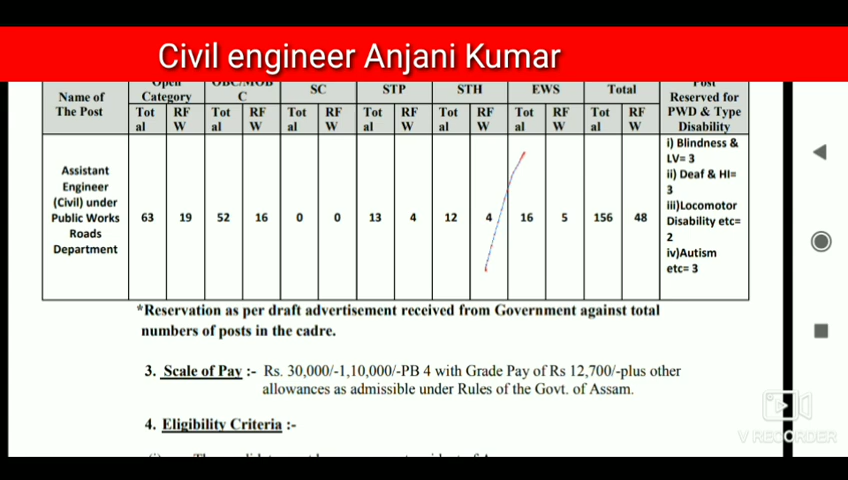 Civil engineer Anjani Kumar
Name of
The Post
Open
Category
OBC/MOB
C
SC
STP
STH
EWS
Total
Post
Reserved for
PWD & Type
Disability
Tot
al
RF
W
Tot
al
RF
W
Tot
al
RF
W
Tot
al
RF
W
Tot
al
RF
W
Tot
al
RF
W
Tot
al
RF
W
Assistant
Engineer
(Civil) under
Public Works
Roads
Department
63 19 52 16 0 0 13 4 12 4 16 5 156 48
i) Blindness &
LV= 3
ii) Deaf & HI=
3
iii)Locomotor
Disability etc=
2
iv)Autism
etc= 3
*Reservation as per draft advertisement received from Government against total
numbers of posts in the cadre.
3. Scale of Pay :- Rs. 30,000/-1,10,000/-PB 4 with Grade Pay of Rs 12,700/-plus other
allowances as admissible under Rules of the Govt. of Assam.
4. Eligibility Criteria :-
V RECORDER